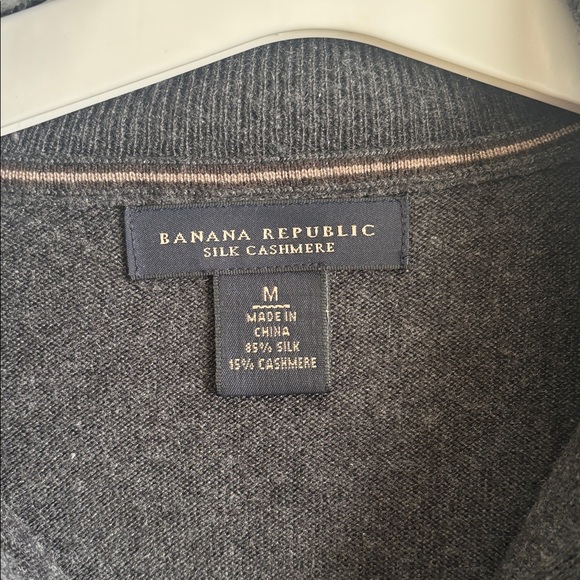 BANANA REPUBLIC
SILK CASHMERE
M
MADE IN
CHINA
85% SILK
15% CASHMERE